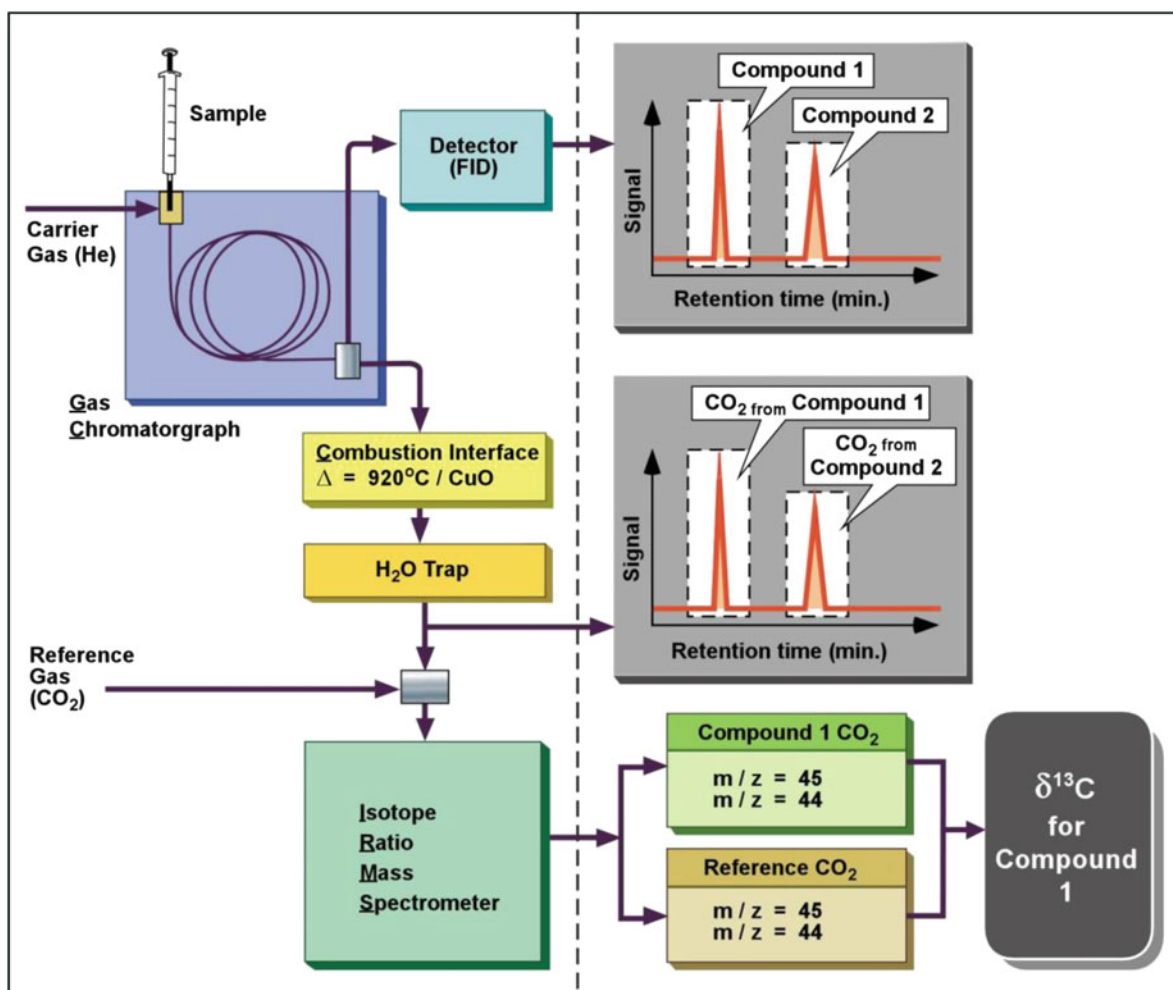 Sample
Carrier
Gas (He)
Gas
Chromatorgraph
Detector
(FID)
Compound 1
Compound 2
Signal
Retention time (min.)
Combustion Interface
Δ = 920°C / CuO
H₂O Trap
CO₂ from Compound 1
CO₂ from
Compound 2
Signal
Retention time (min.)
Reference
Gas
(CO₂)
Isotope
Ratio
Mass
Spectrometer
Compound 1 CO₂
m / z = 45
m / z = 44
Reference CO₂
m / z = 45
m / z = 44
δ¹³C
for
Compound
1